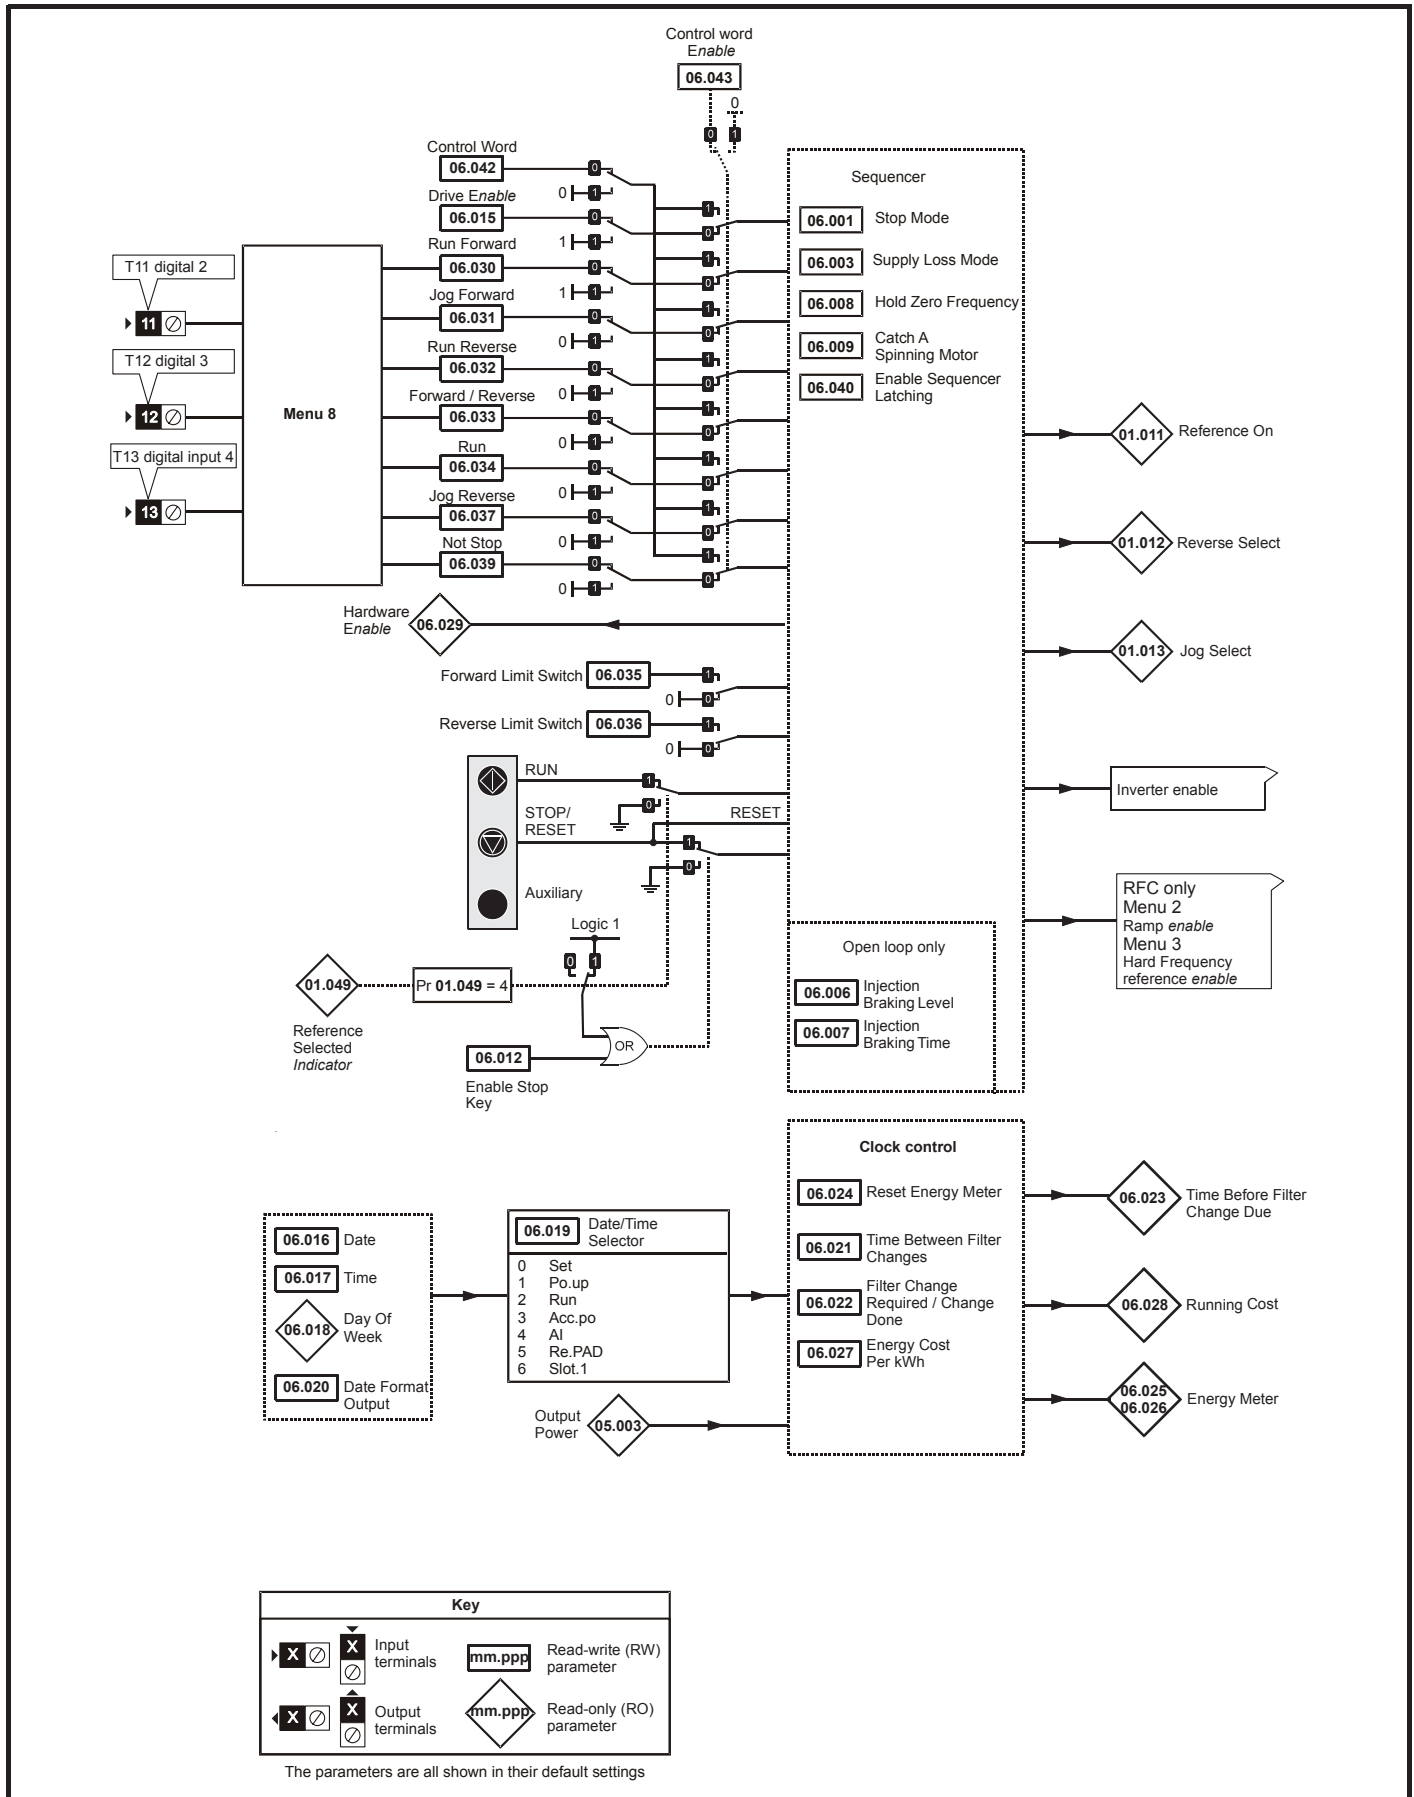 Control word
Enable
06.043
0
0
1
Control Word
06.042
0
0
1
Drive Enable
06.015
0
1
1
Run Forward
06.030
0
1
1
Jog Forward
06.031
0
0
1
Run Reverse
06.032
0
0
1
Forward / Reverse
06.033
0
0
1
Run
06.034
0
0
1
Jog Reverse
06.037
0
0
1
Not Stop
06.039
0
0
1
1
0
1
0
1
0
1
0
1
0
1
0
1
0
1
0
T11 digital 2
11
T12 digital 3
12
T13 digital input 4
13
Menu 8
Sequencer
06.001
Stop Mode
06.003
Supply Loss Mode
06.008
Hold Zero Frequency
06.009
Catch A
Spinning Motor
06.040
Enable Sequencer
Latching
01.011
Reference On
01.012
Reverse Select
01.013
Jog Select
Hardware
Enable
06.029
Forward Limit Switch
06.035
1
0
0
Reverse Limit Switch
06.036
1
0
0
RUN
1
0
STOP/
RESET
RESET
1
0
Auxiliary
Inverter enable
RFC only
Menu 2
Ramp enable
Menu 3
Hard Frequency
reference enable
Logic 1
0
1
01.049
Pr 01.049 = 4
Reference
Selected
Indicator
OR
06.012
Enable Stop
Key
Open loop only
06.006
Injection
Braking Level
06.007
Injection
Braking Time
Clock control
06.024
Reset Energy Meter
06.021
Time Between Filter
Changes
06.022
Filter Change
Required / Change
Done
06.027
Energy Cost
Per kWh
06.016
Date
06.017
Time
06.018
Day Of
Week
06.020
Date Format
Output
06.019
Date/Time
Selector
0 Set
1 Po.up
2 Run
3 Acc.po
4 Al
5 Re.PAD
6 Slot.1
Output
Power
05.003
06.023
Time Before Filter
Change Due
06.028
Running Cost
06.025
06.026
Energy Meter
Key
X
X
Input
terminals
mm.ppp
Read-write (RW)
parameter
X
X
Output
terminals
mm.ppp
Read-only (RO)
parameter
The parameters are all shown in their default settings